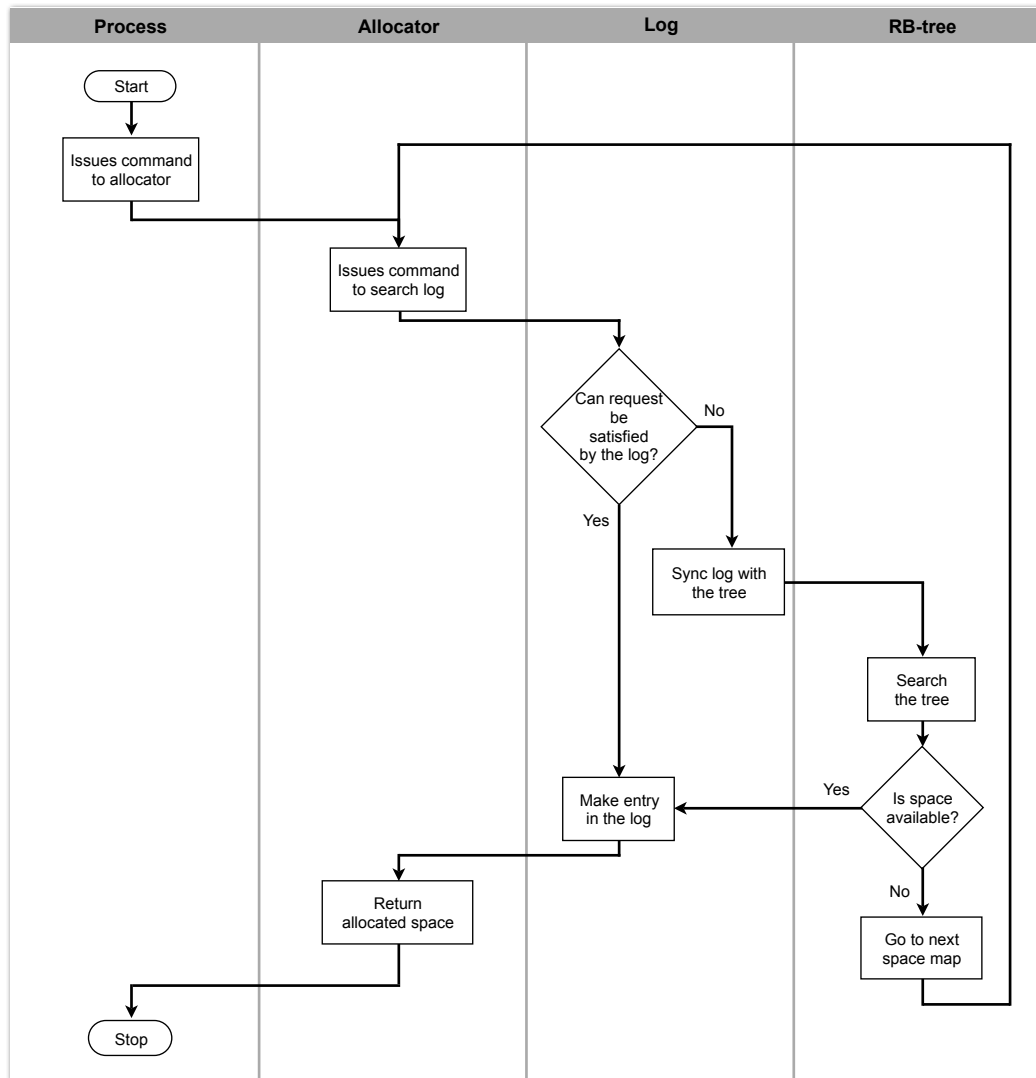 Process
Allocator
Log
RB-tree
Start
Issues command
to allocator
Issues command
to search log
Can request
be
satisfied
by the log?
No
Yes
Sync log with
the tree
Search
the tree
Is space
available?
Yes
Make entry
in the log
No
Return
allocated space
Go to next
space map
Stop